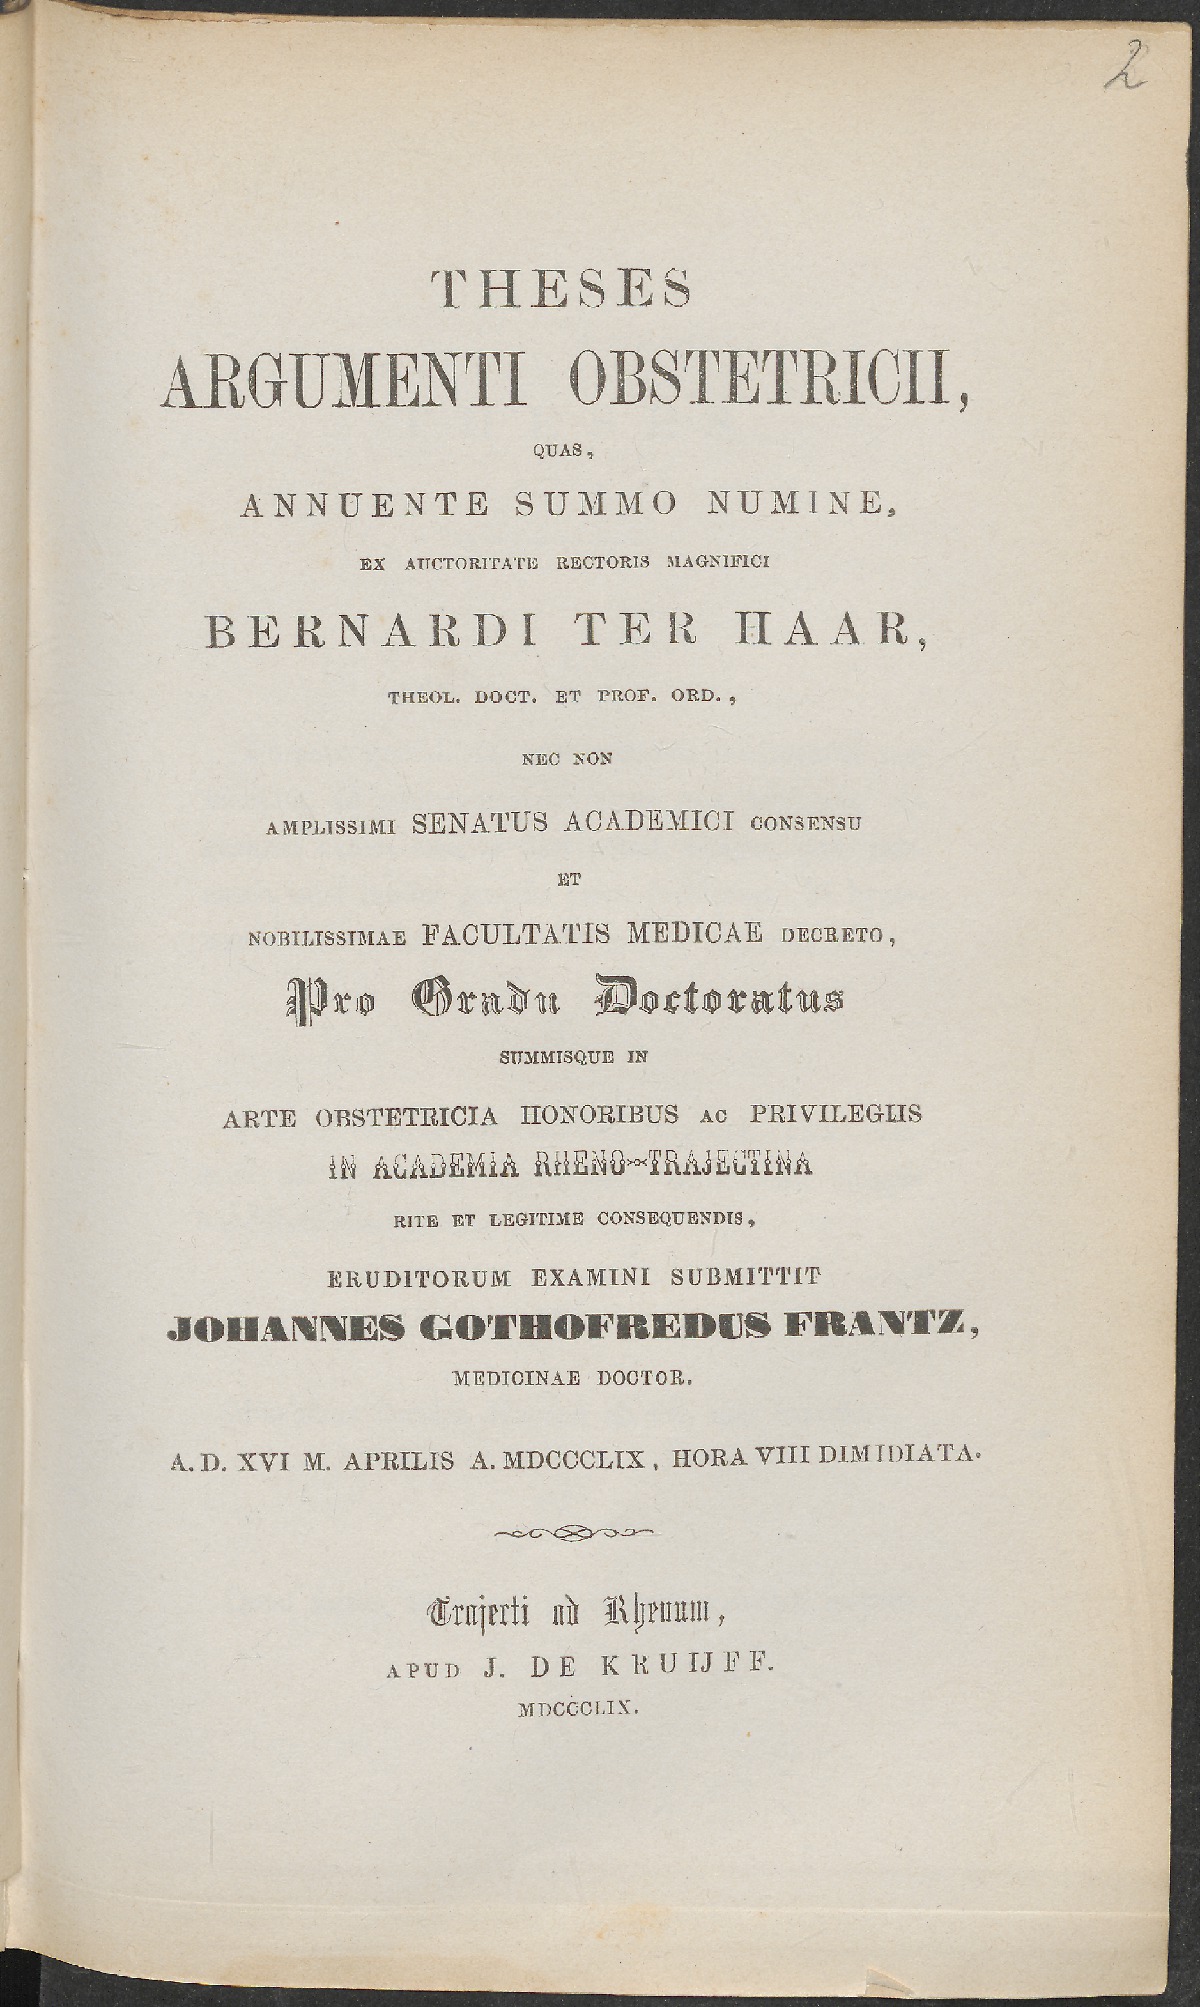 2
THESES
ARGUMENTI OBSTETRICII,
QUAS,
ANNUENTE SUMMO NUMINE,
EX AUCTORITATE RECTORIS MAGNIFICI
BERNARDI TER HAAR,
THEOL. DOCT. ET PROF. ORD.,
NEC NON
AMPLISSIMI SENATUS ACADEMICI CONSENSU
ET
NOBILISSIMAE FACULTATIS MEDICAE DECRETO,
Pro Gradu Doctoratus
SUMMISQUE IN
ARTE OBSTETRICIA HONORIBUS AC PRIVILEGIIS
IN ACADEMIA RHENO-TRAJECTINA
RITE ET LEGITIME CONSEQUENDIS,
ERUDITORUM EXAMINI SUBMITTIT
JOHANNES GOTHOFREDUS FRANTZ,
MEDICINAE DOCTOR.
A. D. XVI M. APRILIS A. MDCCCLIX, HORA VIII DIMIDIATA.
Trajecti ad Rhenum,
APUD J. DE KRUIJFF.
MDCCCLIX.